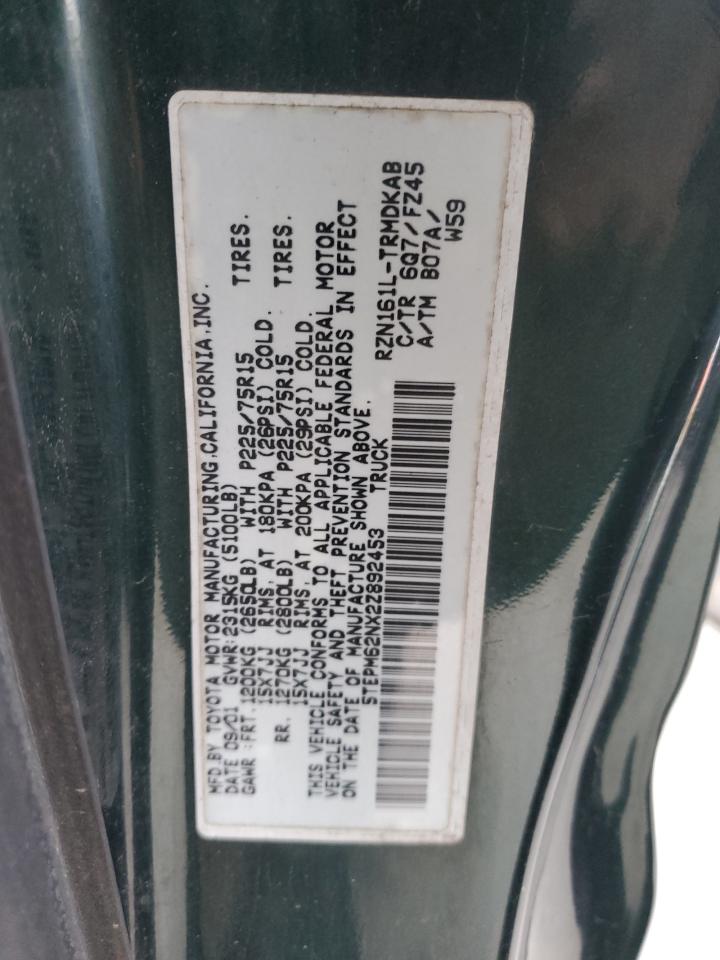 MFD.BY TOYOTA MOTOR MANUFACTURING,CALIFORNIA,INC.
DATE 09/01 GVWR:2315KG (5100LB)
GAWR :FRT.1200KG (2650LB) WITH P225/75R15 TIRES.
15X7JJ RIMS, AT 180KPA (26PSI) COLD.
RR. 1270KG (2800LB) WITH P225/75R15 TIRES.
15X7JJ RIMS, AT 200KPA (29PSI) COLD.
THIS VEHICLE CONFORMS TO ALL APPLICABLE FEDERAL MOTOR
VEHICLE SAFETY AND THEFT PREVENTION STANDARDS IN EFFECT
ON THE DATE OF MANUFACTURE SHOWN ABOVE.
5TEPM62NX2Z892453 TRUCK
RZN161L-TRMDKAB
C/TR 6Q7/FZ45
A/TM B07A/
W59